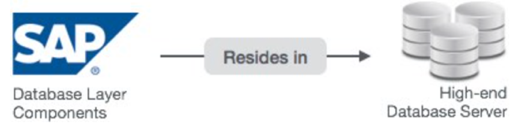 SAP
®
Resides in
Database Layer
Components
High-end
Database Server